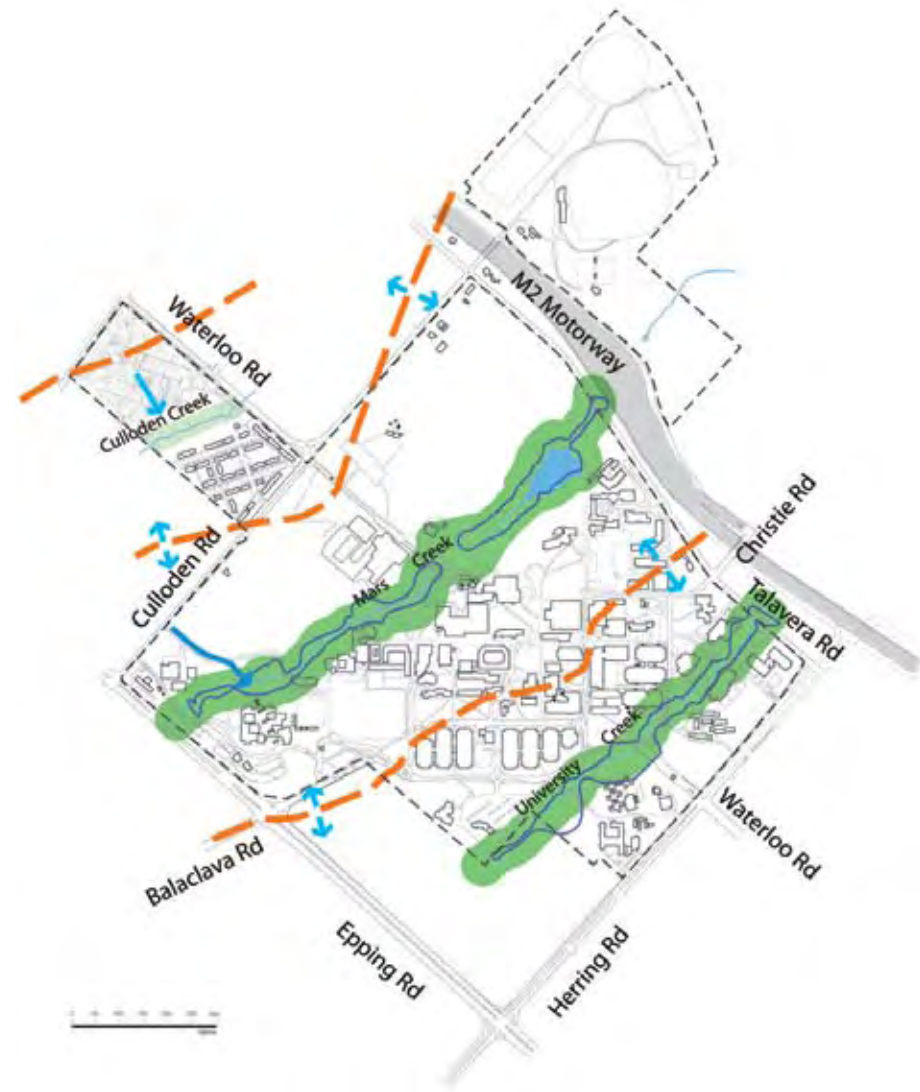 M2 Motorway
Waterloo Rd
Culloden Creek
Christie Rd
Culloden Rd
Mars Creek
Talavera Rd
University Creek
Waterloo Rd
Balaclava Rd
Epping Rd
Herring Rd